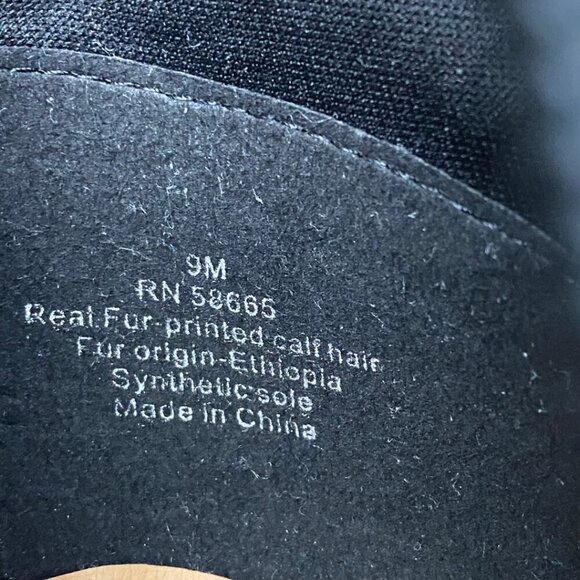 9M
RN 58665
Real Fur-printed calf hair
Fur origin-Ethiopia
Synthetic sole
Made in China